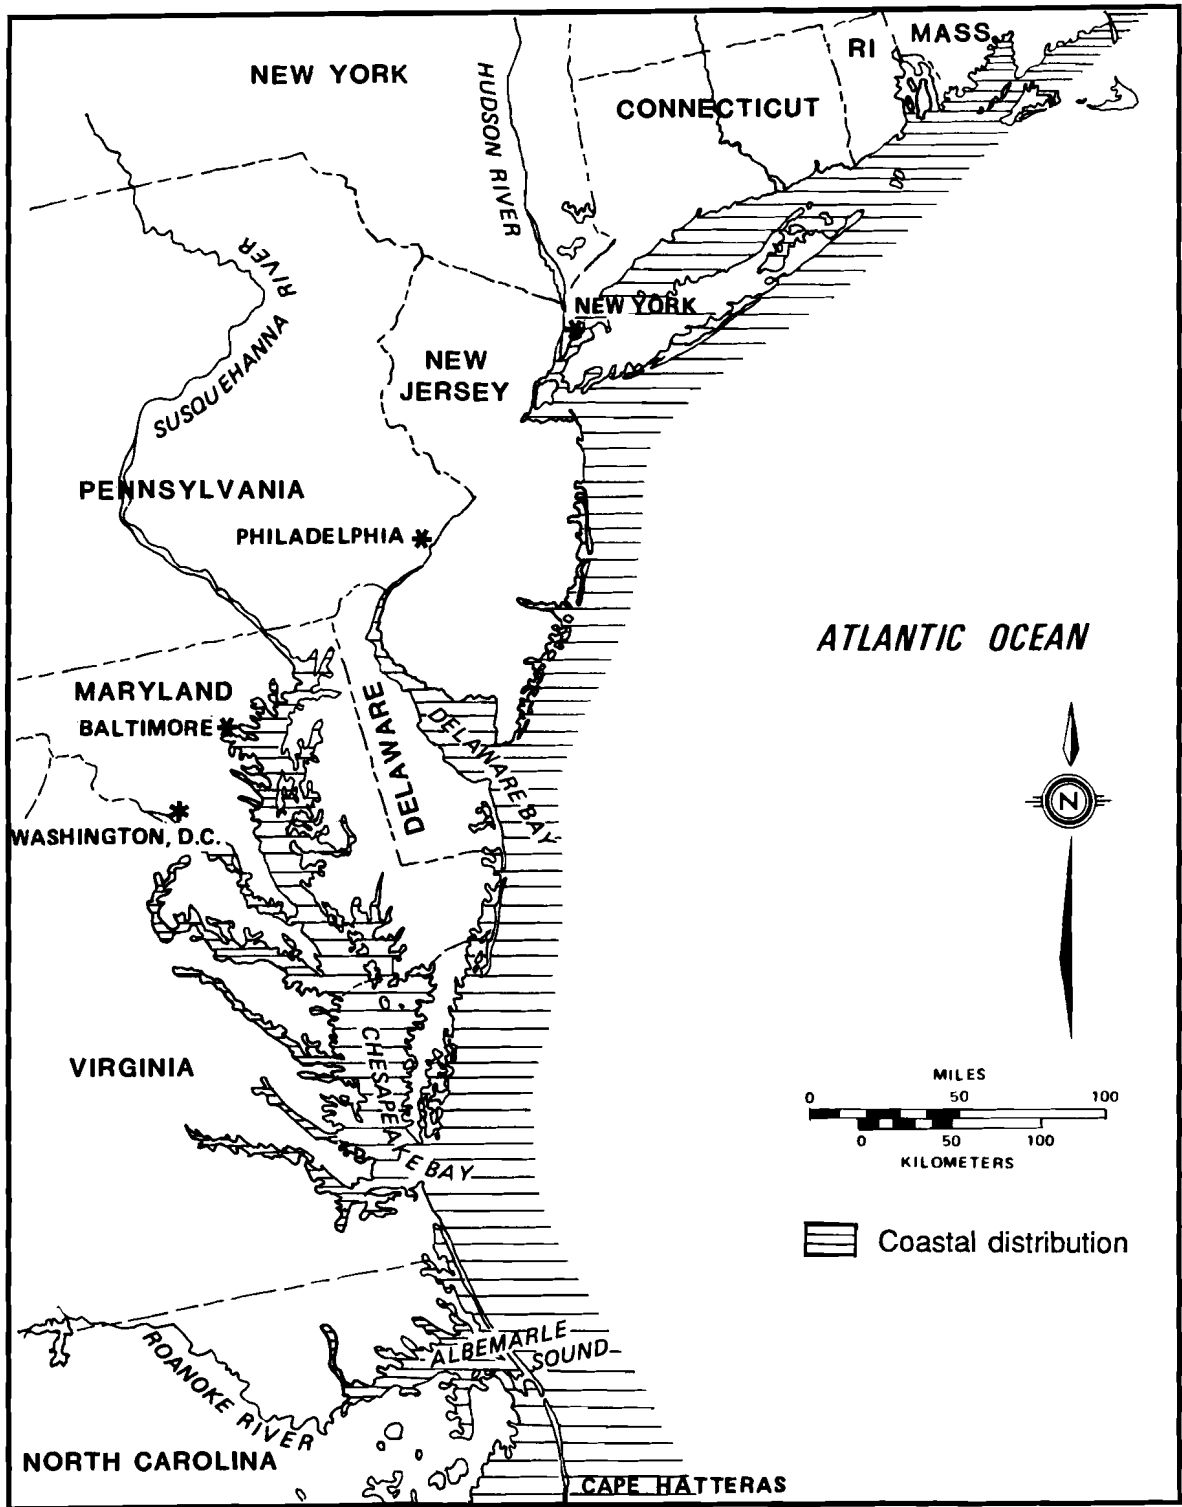 MASS.
RI
NEW YORK
HUDSON RIVER
CONNECTICUT
SUSQUEHANNA RIVER
NEW YORK
NEW
JERSEY
PENNSYLVANIA
PHILADELPHIA
ATLANTIC OCEAN
MARYLAND
BALTIMORE
DELAWARE
DELAWARE BAY
N
WASHINGTON, D.C.
CHESAPEAKE BAY
VIRGINIA
MILES
0 50 100
0 50 100
KILOMETERS
Coastal distribution
ALBEMARLE
SOUND
ROANOKE RIVER
NORTH CAROLINA
CAPE HATTERAS